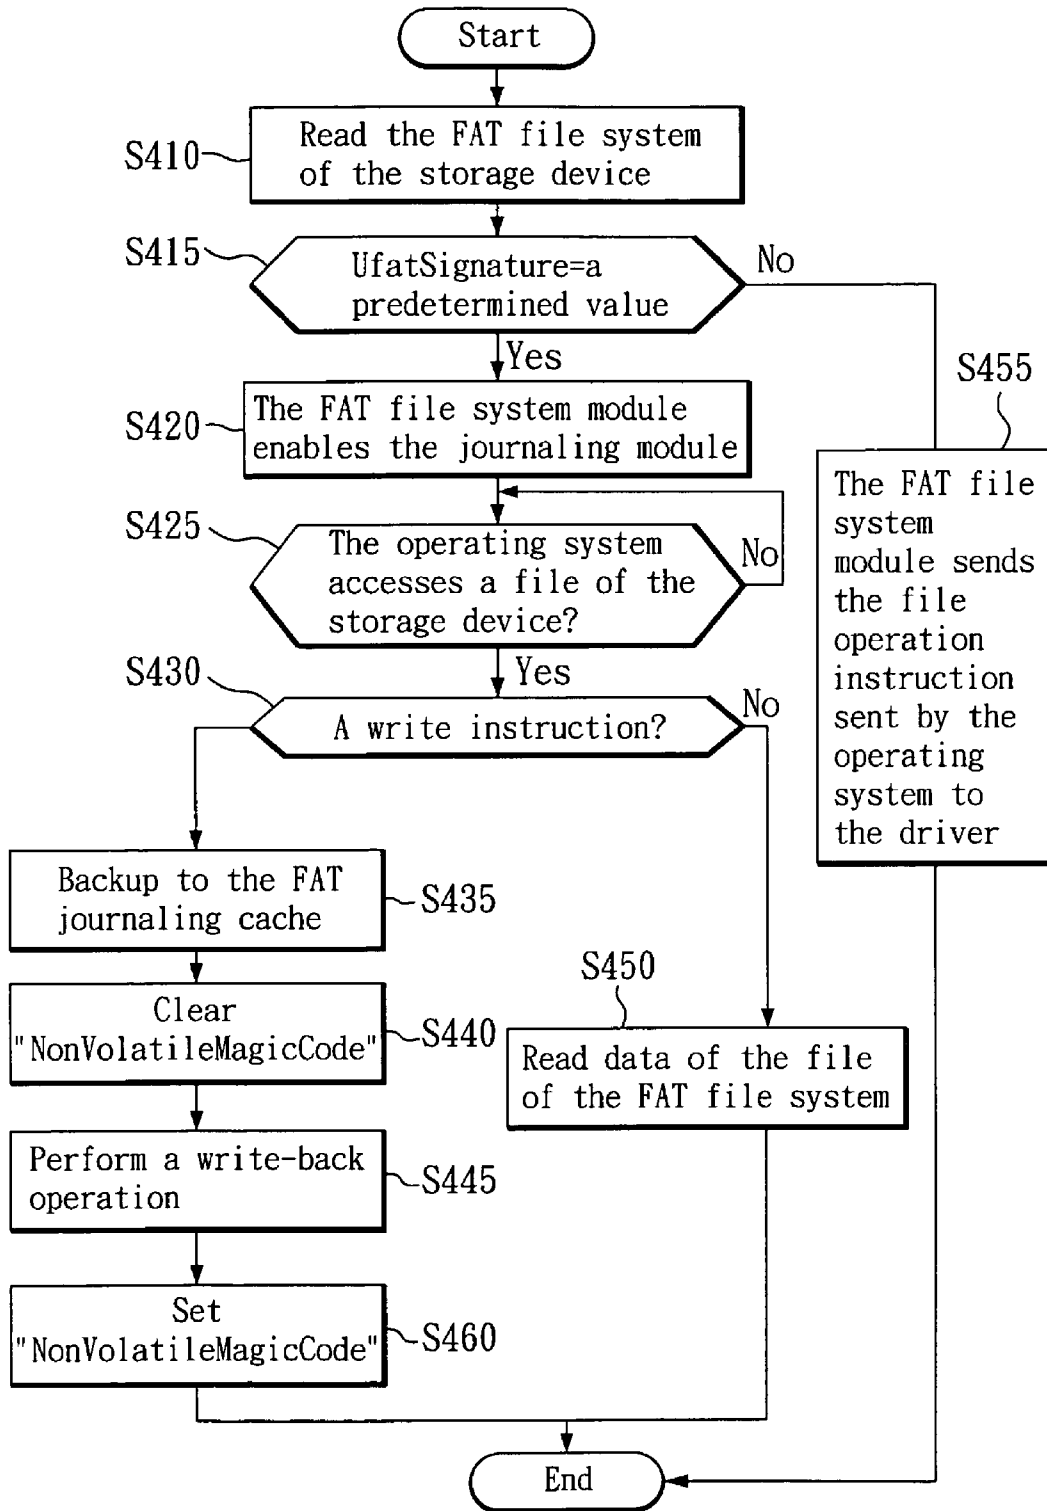 Start
S410
Read the FAT file system
of the storage device
S415
UfatSignature=a
predetermined value
No
Yes
S455
S420
The FAT file system module
enables the journaling module
The FAT file
system
module sends
the file
operation
instruction
sent by the
operating
system to
the driver
S425
The operating system
accesses a file of the
storage device?
No
Yes
S430
A write instruction?
No
Backup to the FAT
journaling cache
S435
Clear
"NonVolatileMagicCode"
S440
S450
Read data of the file
of the FAT file system
Perform a write-back
operation
S445
Set
"NonVolatileMagicCode"
S460
End